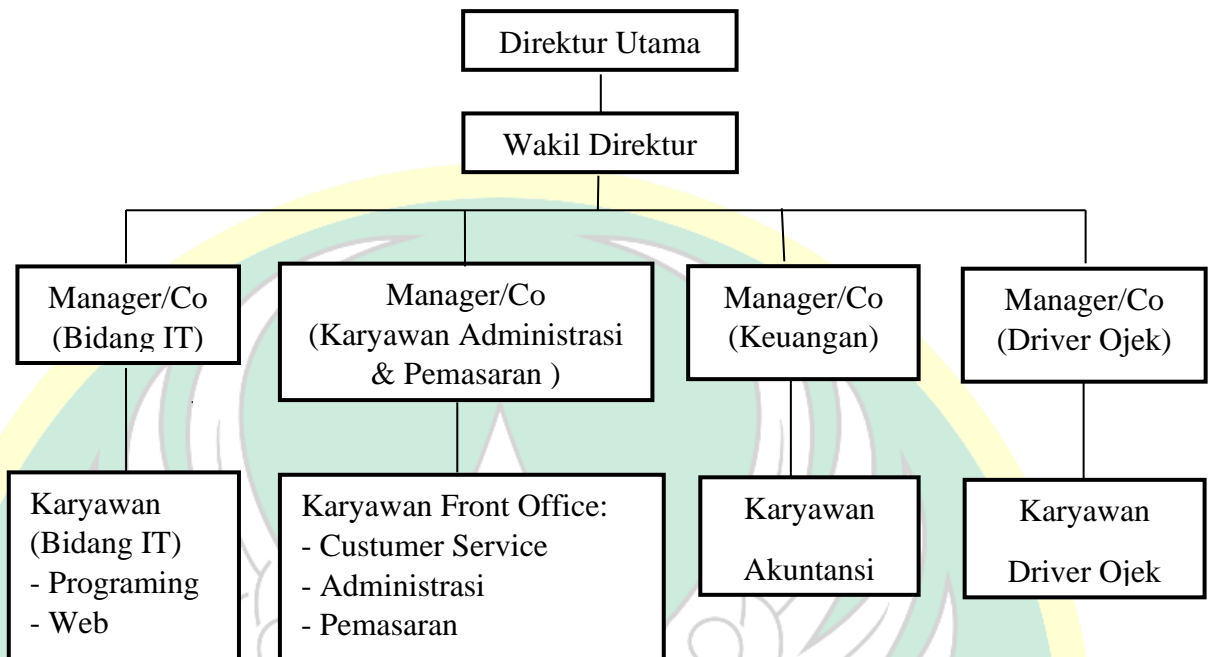 Direktur Utama
Wakil Direktur
Manager/Co
(Bidang IT)
Manager/Co
(Karyawan Administrasi
& Pemasaran )
Manager/Co
(Keuangan)
Manager/Co
(Driver Ojek)
Karyawan
(Bidang IT)
- Programing
- Web
Karyawan Front Office:
- Custumer Service
- Administrasi
- Pemasaran
Karyawan
Akuntansi
Karyawan
Driver Ojek